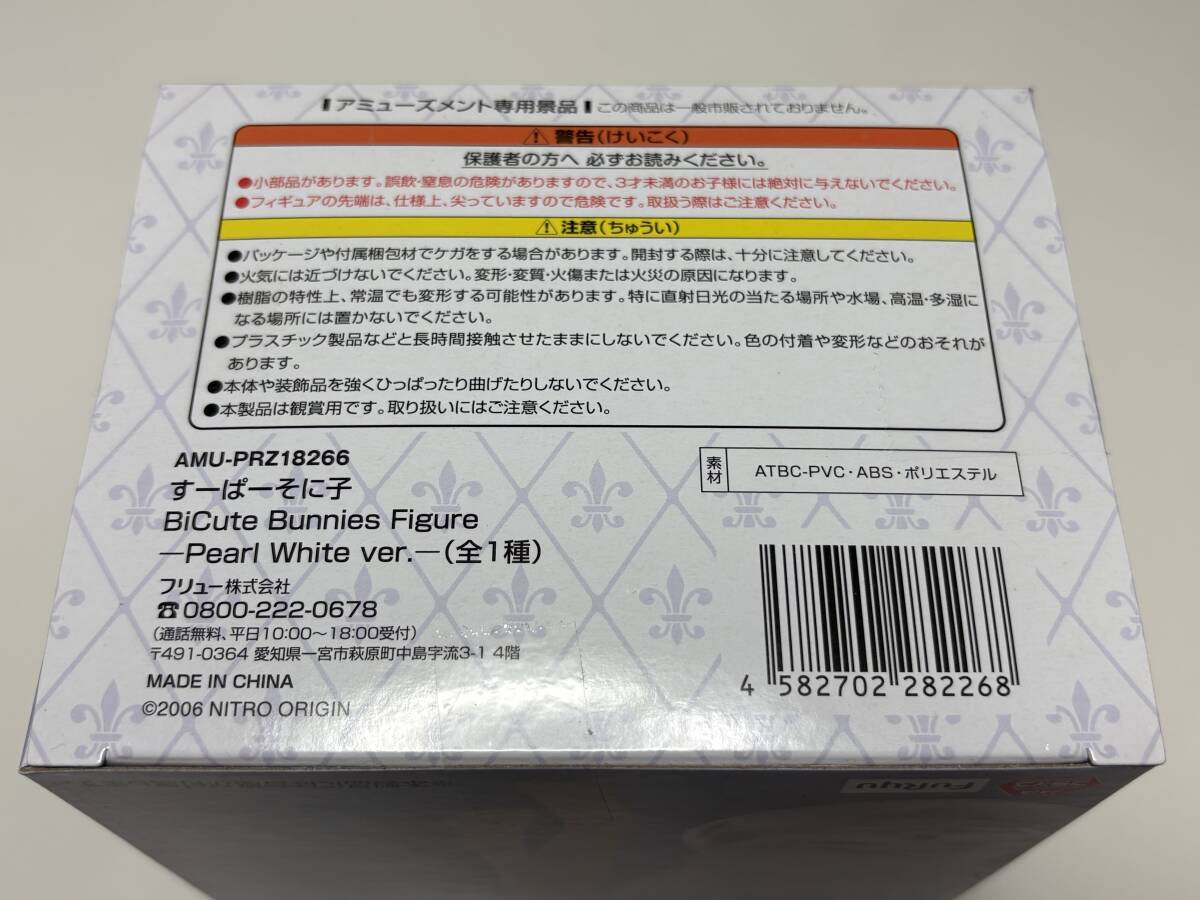 アミューズメント専用景品 この商品は一般市販されておりません。
⚠警告(けいこく)
保護者の方へ 必ずお読みください。
●小部品があります。誤飲・窒息の危険がありますので、3才未満のお子様には絶対に与えないでください。
●フィギュアの先端は、仕様上、尖っていますので危険です。取扱う際はご注意ください。
⚠注意(ちゅうい)
●パッケージや付属梱包材でケガをする場合があります。開封する際は、十分に注意してください。
●火気には近づけないでください。変形・変質・火傷または火災の原因になります。
●樹脂の特性上、常温でも変形する可能性があります。特に直射日光の当たる場所や水場、高温・多湿に
なる場所には置かないでください。
●プラスチック製品などと長時間接触させたままにしないでください。色の付着や変形などのおそれが
あります。
●本体や装飾品を強くひっぱったり曲げたりしないでください。
●本製品は観賞用です。取り扱いにはご注意ください。
AMU-PRZ18266
すーぱーそに子
BiCute Bunnies Figure
―Pearl White ver.―(全1種)
フリュー株式会社
☎0800-222-0678
(通話無料、平日10:00～18:00受付)
〒491-0364 愛知県一宮市萩原町中島字流3-1 4階
MADE IN CHINA
©2006 NITRO ORIGIN
素材 ATBC-PVC・ABS・ポリエステル
4 582702 282268
FuRyu